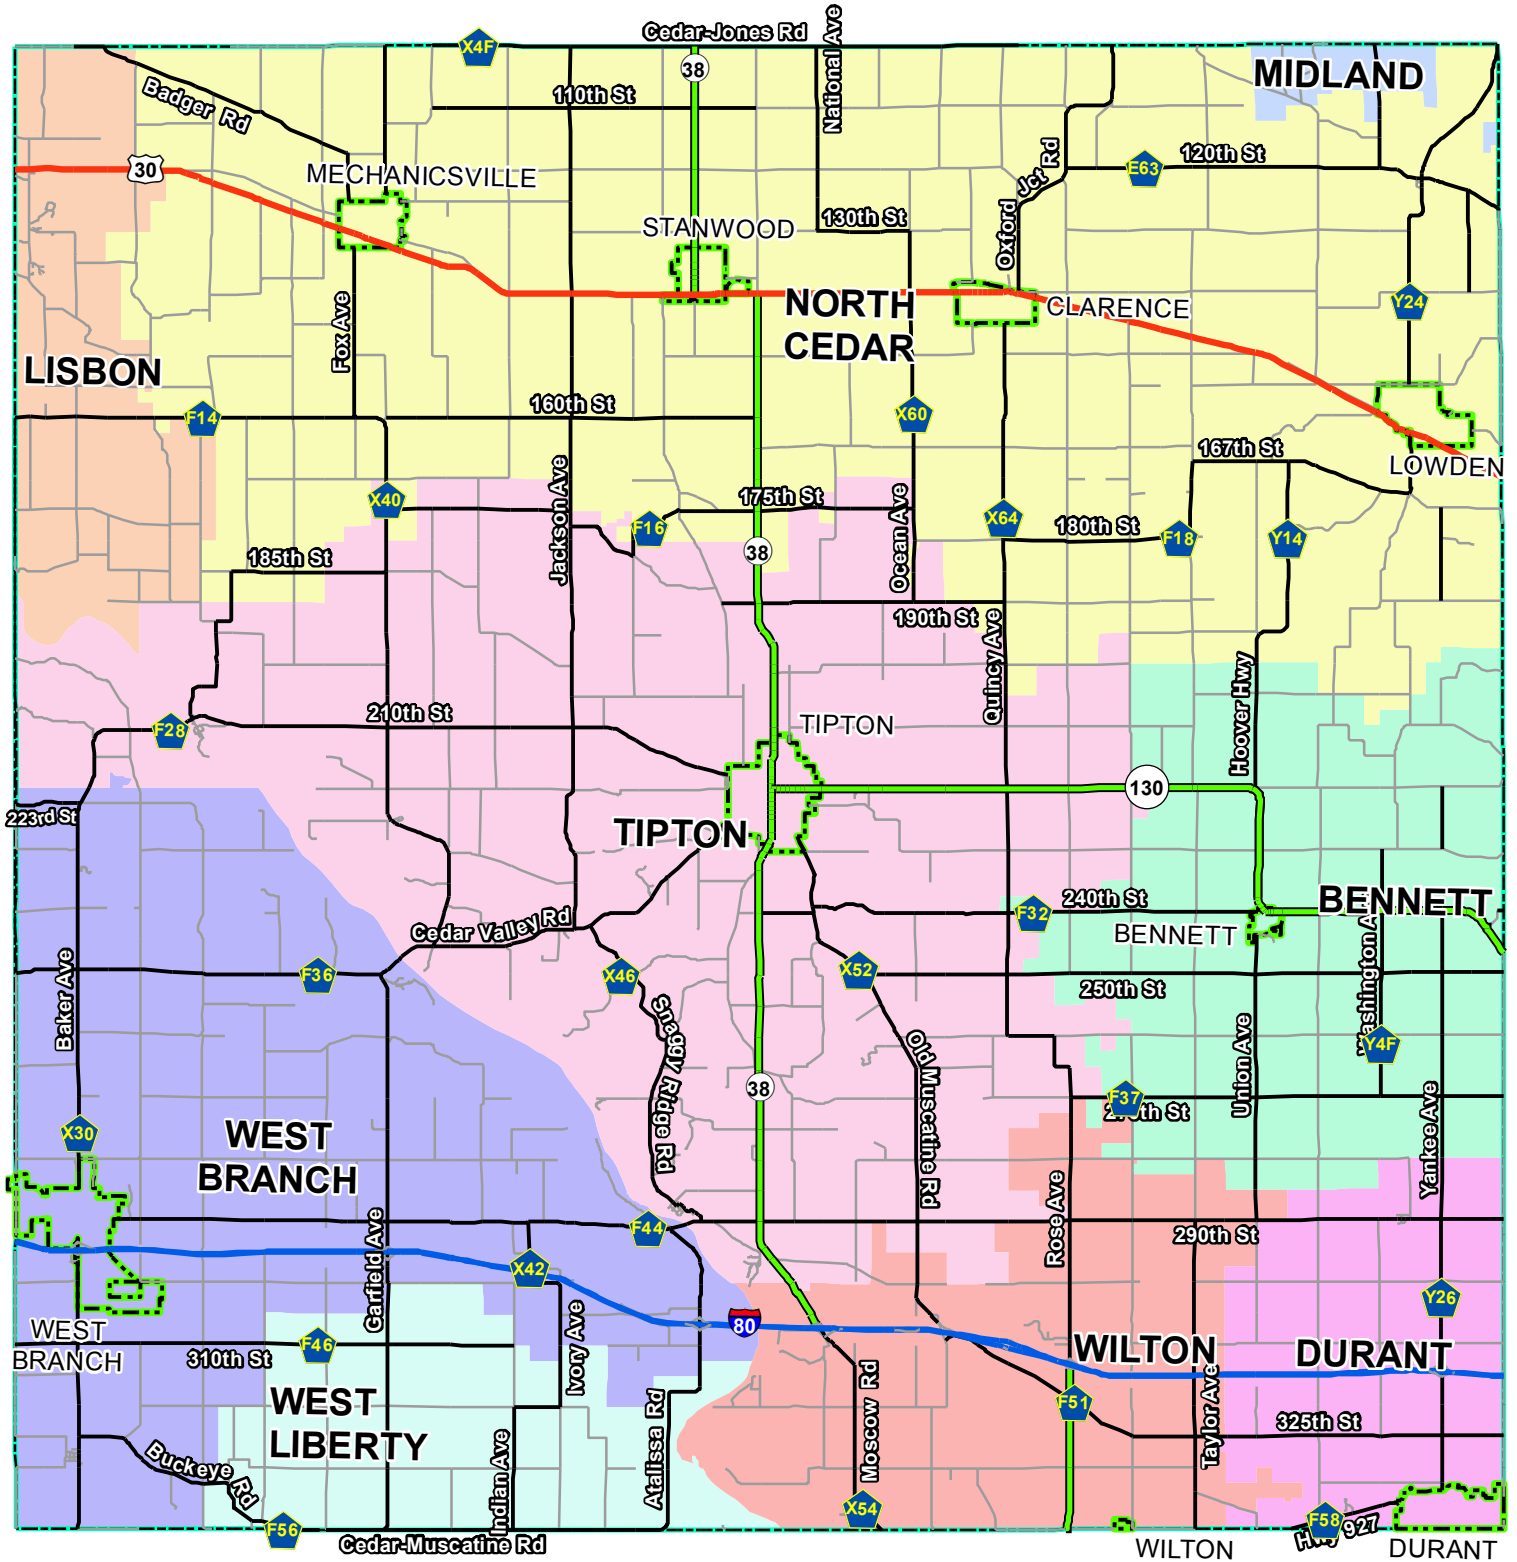 Cedar-Jones Rd
X4F
National Ave
38
MIDLAND
Badger Rd
110th St
30
MECHANICSVILLE
Oxford Jct Rd
E63
120th St
STANWOOD
130th St
NORTH
CEDAR
CLARENCE
Y24
Fox Ave
LISBON
F14
160th St
X60
167th St
LOWDEN
X40
Jackson Ave
F16
175th St
Ocean Ave
X64
180th St
F18
Y14
38
185th St
190th St
Quincy Ave
Hoover Hwy
F28
210th St
TIPTON
130
223rd St
TIPTON
BENNETT
240th St
F32
BENNETT
Cedar Valley Rd
Baker Ave
F36
X46
X52
250th St
Y4F
Snaggy Ridge Rd
Old Muscatine Rd
Union Ave
38
F37
Yankee Ave
X30
WEST
BRANCH
F44
Rose Ave
290th St
Garfield Ave
X42
Ivory Ave
80
Y26
WEST
BRANCH
F46
310th St
WILTON
DURANT
WEST
LIBERTY
Moscow Rd
F51
Taylor Ave
325th St
Atalissa Rd
Indian Ave
Buckeye Rd
F56
Cedar-Muscatine Rd
X54
F58
927
WILTON
DURANT